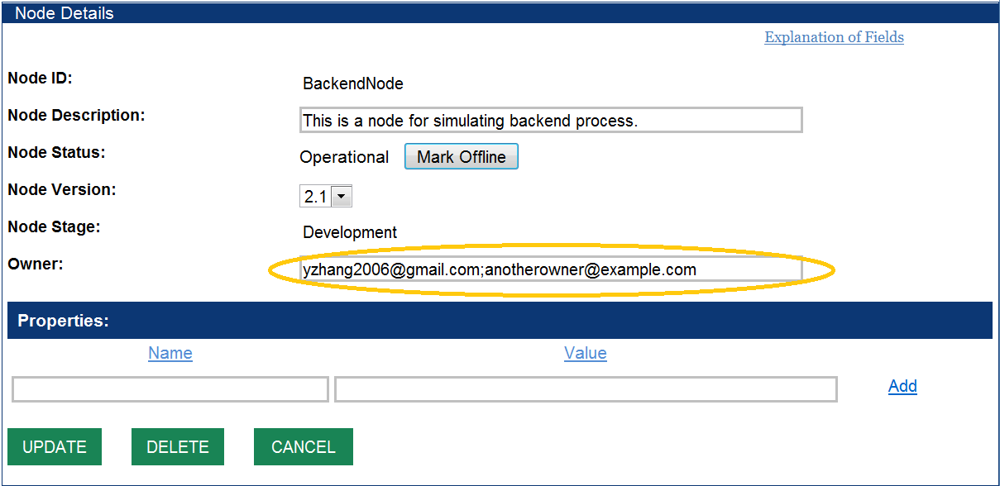 Node Details
Explanation of Fields
Node ID: BackendNode
Node Description: This is a node for simulating backend process.
Node Status: Operational Mark Offline
Node Version: 2.1
Node Stage: Development
Owner: yzhang2006@gmail.com;anotherowner@example.com
Properties:
Name Value
Add
UPDATE DELETE CANCEL